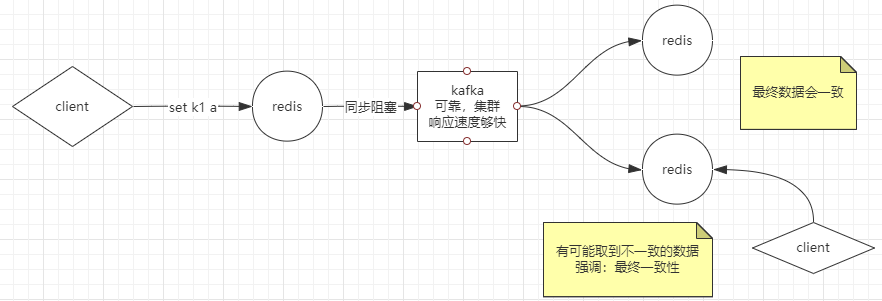 client
set k1 a
redis
同步阻塞
kafka
可靠，集群
响应速度够快
redis
最终数据会一致
redis
client
有可能取到不一致的数据
强调：最终一致性